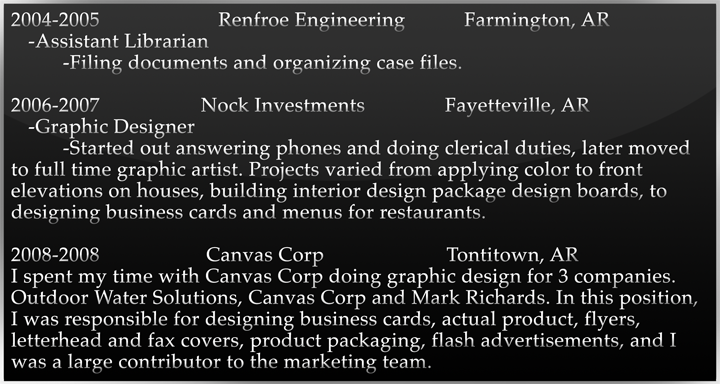 2004-2005 Renfroe Engineering Farmington, AR
-Assistant Librarian
-Filing documents and organizing case files.
2006-2007 Nock Investments Fayetteville, AR
-Graphic Designer
-Started out answering phones and doing clerical duties, later moved
to full time graphic artist. Projects varied from applying color to front
elevations on houses, building interior design package design boards, to
designing business cards and menus for restaurants.
2008-2008 Canvas Corp Tontitown, AR
I spent my time with Canvas Corp doing graphic design for 3 companies.
Outdoor Water Solutions, Canvas Corp and Mark Richards. In this position,
I was responsible for designing business cards, actual product, flyers,
letterhead and fax covers, product packaging, flash advertisements, and I
was a large contributor to the marketing team.